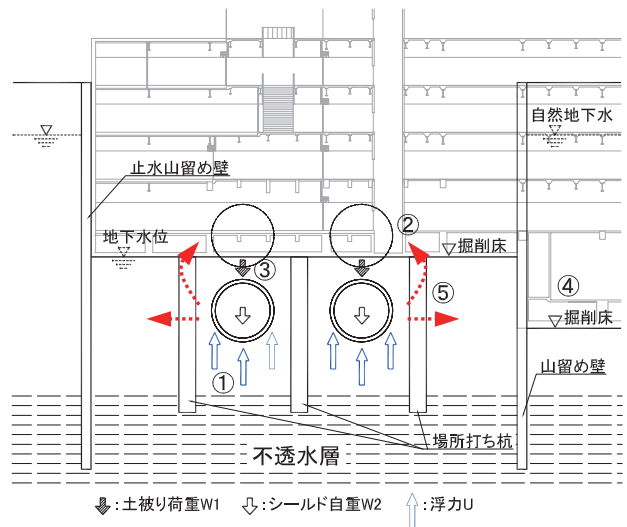 自然地下水
止水山留め壁
地下水位
②
掘削床
③
④
⑤
掘削床
①
山留め壁
場所打ち杭
不透水層
:土被り荷重W1 :シールド自重W2 :浮力U